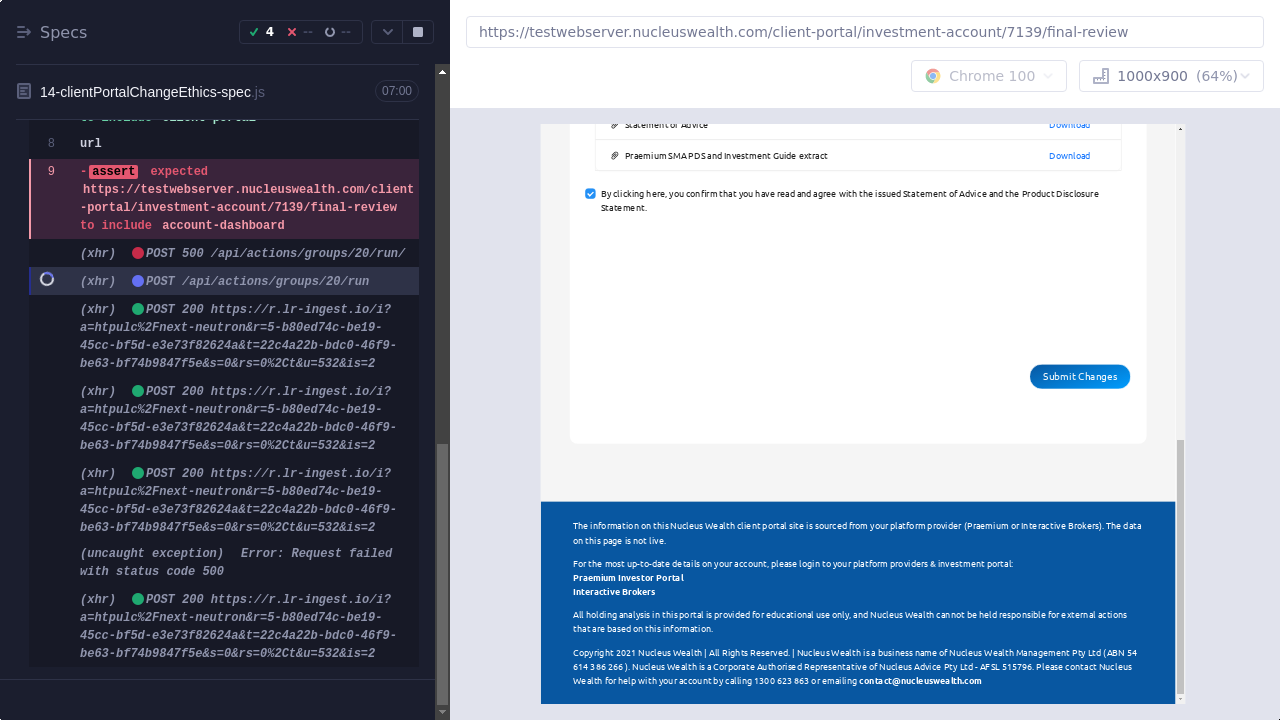 Specs
4
--
--
14-clientPortalChangeEthics-spec.js
07:00
to include client-portal
8 url
9 -assert expected
https://testwebserver.nucleuswealth.com/client
-portal/investment-account/7139/final-review
to include account-dashboard
(xhr) POST 500 /api/actions/groups/20/run/
(xhr) POST /api/actions/groups/20/run
(xhr) POST 200 https://r.lr-ingest.io/i?
a=htpulc%2Fnext-neutron&r=5-b80ed74c-be19-
45cc-bf5d-e3e73f82624a&t=22c4a22b-bdc0-46f9-
be63-bf74b9847f5e&s=0&rs=0%2Ct&u=532&is=2
(xhr) POST 200 https://r.lr-ingest.io/i?
a=htpulc%2Fnext-neutron&r=5-b80ed74c-be19-
45cc-bf5d-e3e73f82624a&t=22c4a22b-bdc0-46f9-
be63-bf74b9847f5e&s=0&rs=0%2Ct&u=532&is=2
(xhr) POST 200 https://r.lr-ingest.io/i?
a=htpulc%2Fnext-neutron&r=5-b80ed74c-be19-
45cc-bf5d-e3e73f82624a&t=22c4a22b-bdc0-46f9-
be63-bf74b9847f5e&s=0&rs=0%2Ct&u=532&is=2
(uncaught exception) Error: Request failed
with status code 500
(xhr) POST 200 https://r.lr-ingest.io/i?
a=htpulc%2Fnext-neutron&r=5-b80ed74c-be19-
45cc-bf5d-e3e73f82624a&t=22c4a22b-bdc0-46f9-
be63-bf74b9847f5e&s=0&rs=0%2Ct&u=532&is=2
https://testwebserver.nucleuswealth.com/client-portal/investment-account/7139/final-review
Chrome 100
1000x900 (64%)
Statement of Advice Download
Praemium SMA PDS and Investment Guide extract Download
By clicking here, you confirm that you have read and agree with the issued Statement of Advice and the Product Disclosure
Statement.
Submit Changes
The information on this Nucleus Wealth client portal site is sourced from your platform provider (Praemium or Interactive Brokers). The data
on this page is not live.
For the most up-to-date details on your account, please login to your platform providers & investment portal:
Praemium Investor Portal
Interactive Brokers
All holding analysis in this portal is provided for educational use only, and Nucleus Wealth cannot be held responsible for external actions
that are based on this information.
Copyright 2021 Nucleus Wealth | All Rights Reserved. | Nucleus Wealth is a business name of Nucleus Wealth Management Pty Ltd (ABN 54
614 386 266 ). Nucleus Wealth is a Corporate Authorised Representative of Nucleus Advice Pty Ltd - AFSL 515796. Please contact Nucleus
Wealth for help with your account by calling 1300 623 863 or emailing contact@nucleuswealth.com